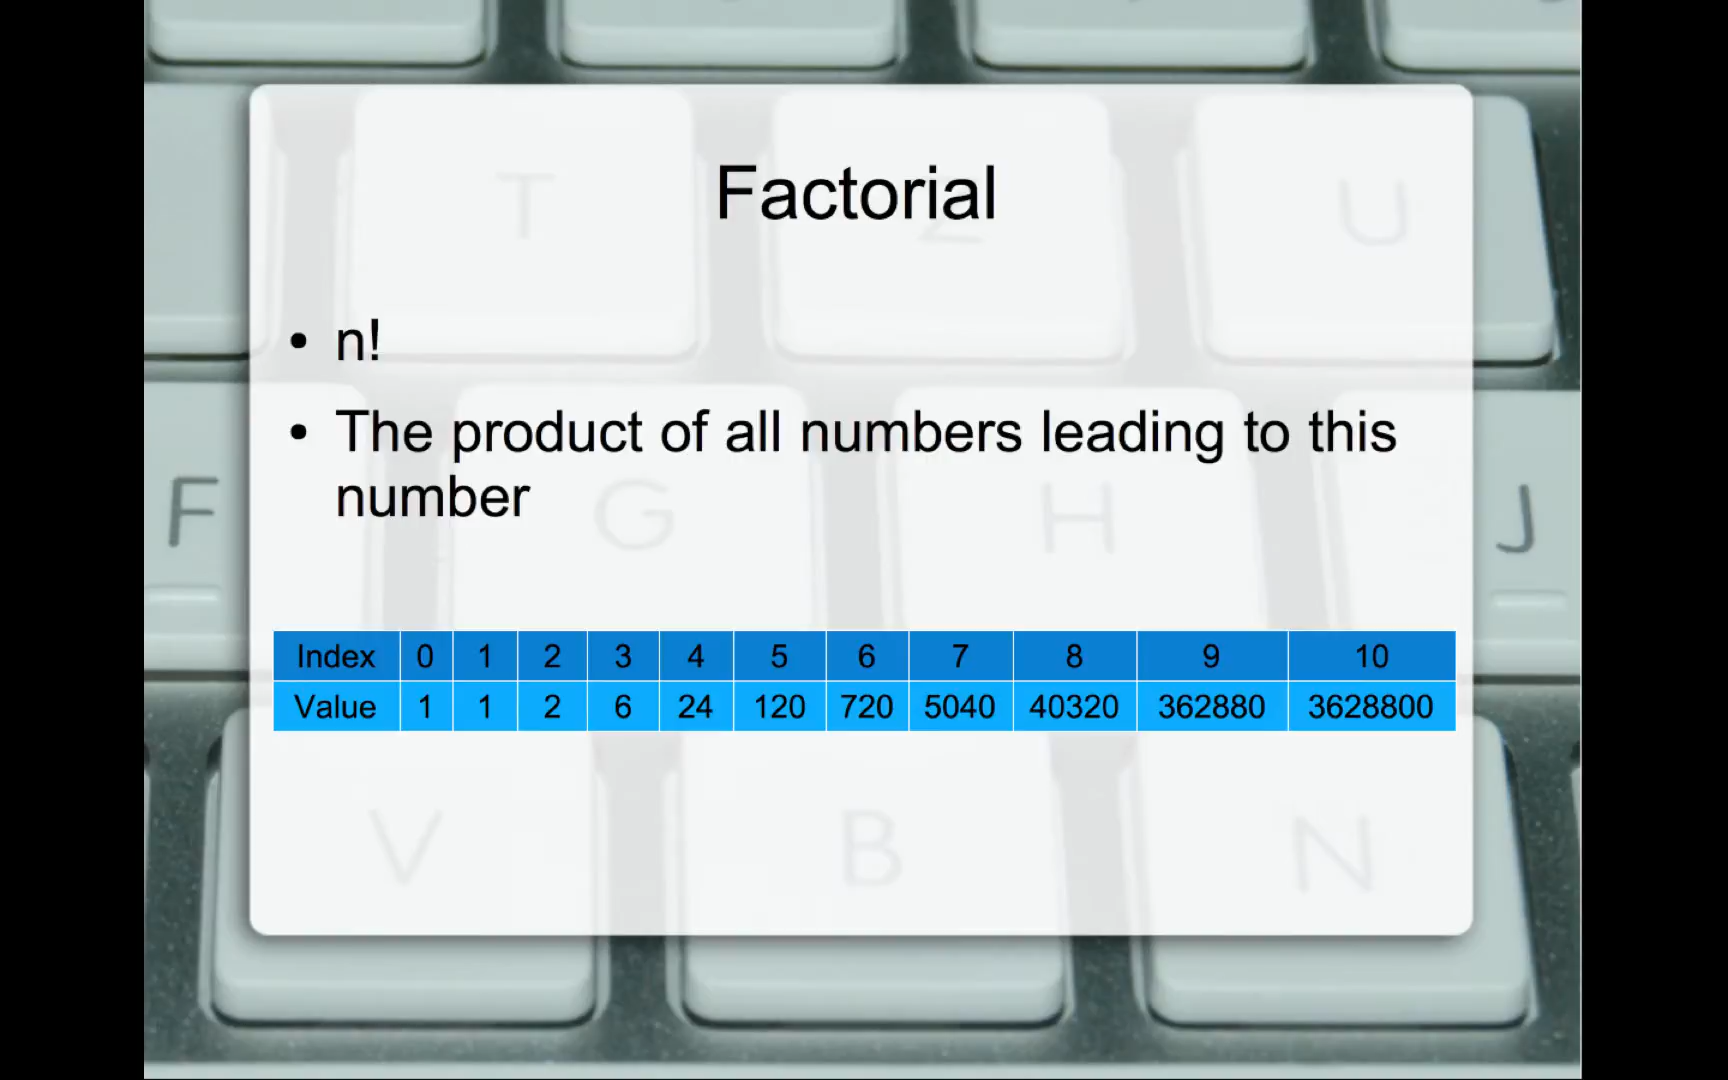 T Z U
Factorial
• n!
• The product of all numbers leading to this
number
F G H J
Index 0 1 2 3 4 5 6 7 8 9 10
Value 1 1 2 6 24 120 720 5040 40320 362880 3628800
V B N